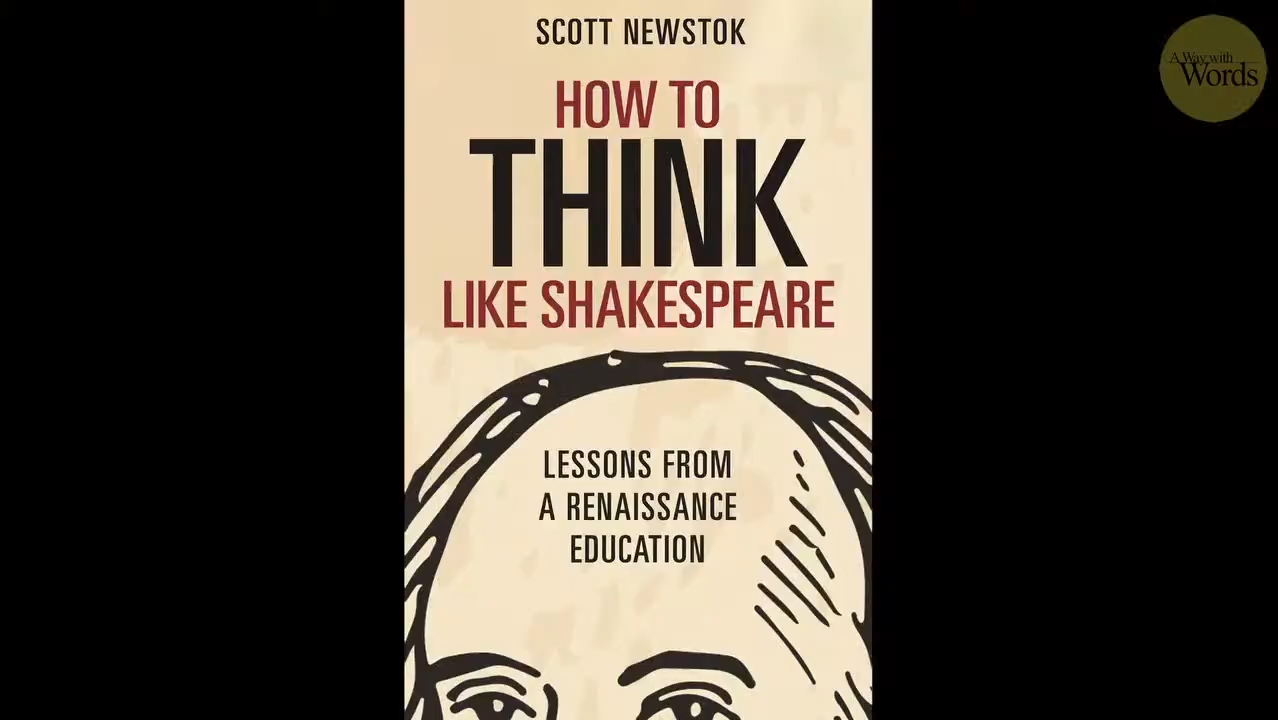 SCOTT NEWSTOK
HOW TO
THINK
LIKE SHAKESPEARE
LESSONS FROM
A RENAISSANCE
EDUCATION
A Way with
Words